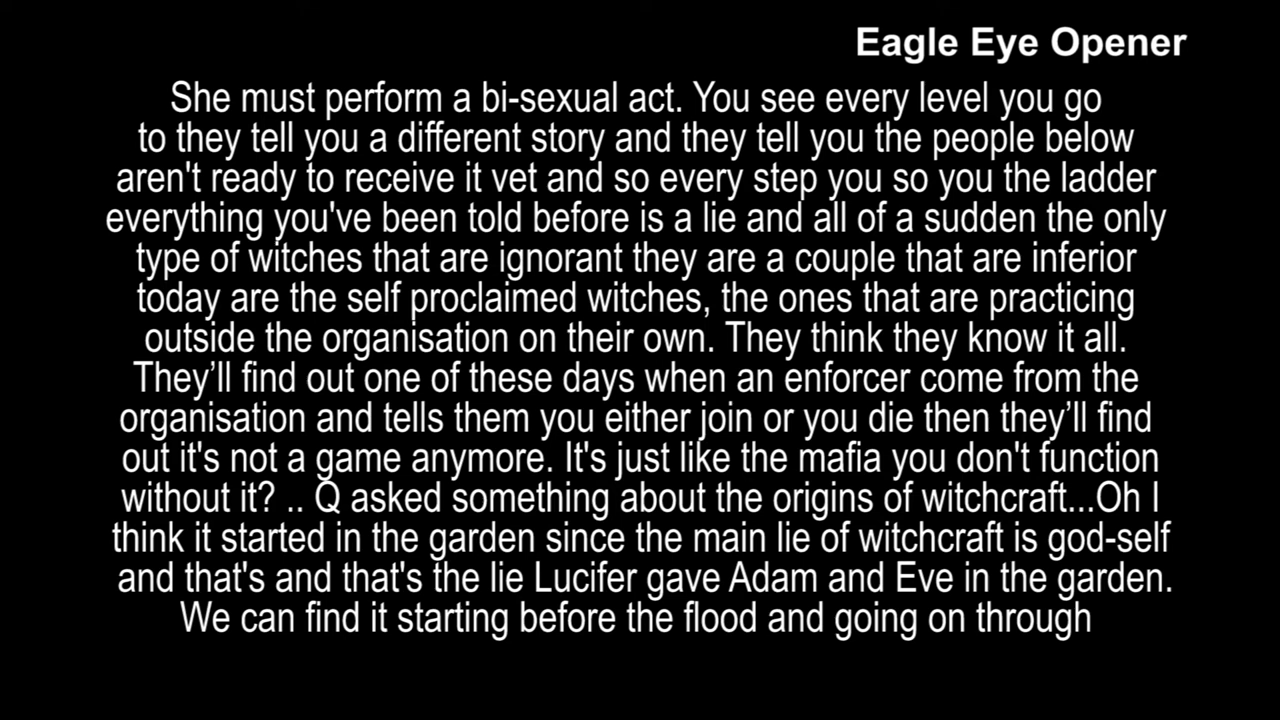 Eagle Eye Opener
She must perform a bi-sexual act. You see every level you go
to they tell you a different story and they tell you the people below
aren't ready to receive it vet and so every step you so you the ladder
everything you've been told before is a lie and all of a sudden the only
type of witches that are ignorant they are a couple that are inferior
today are the self proclaimed witches, the ones that are practicing
outside the organisation on their own. They think they know it all.
They’ll find out one of these days when an enforcer come from the
organisation and tells them you either join or you die then they’ll find
out it's not a game anymore. It's just like the mafia you don't function
without it? .. Q asked something about the origins of witchcraft...Oh I
think it started in the garden since the main lie of witchcraft is god-self
and that's and that's the lie Lucifer gave Adam and Eve in the garden.
We can find it starting before the flood and going on through